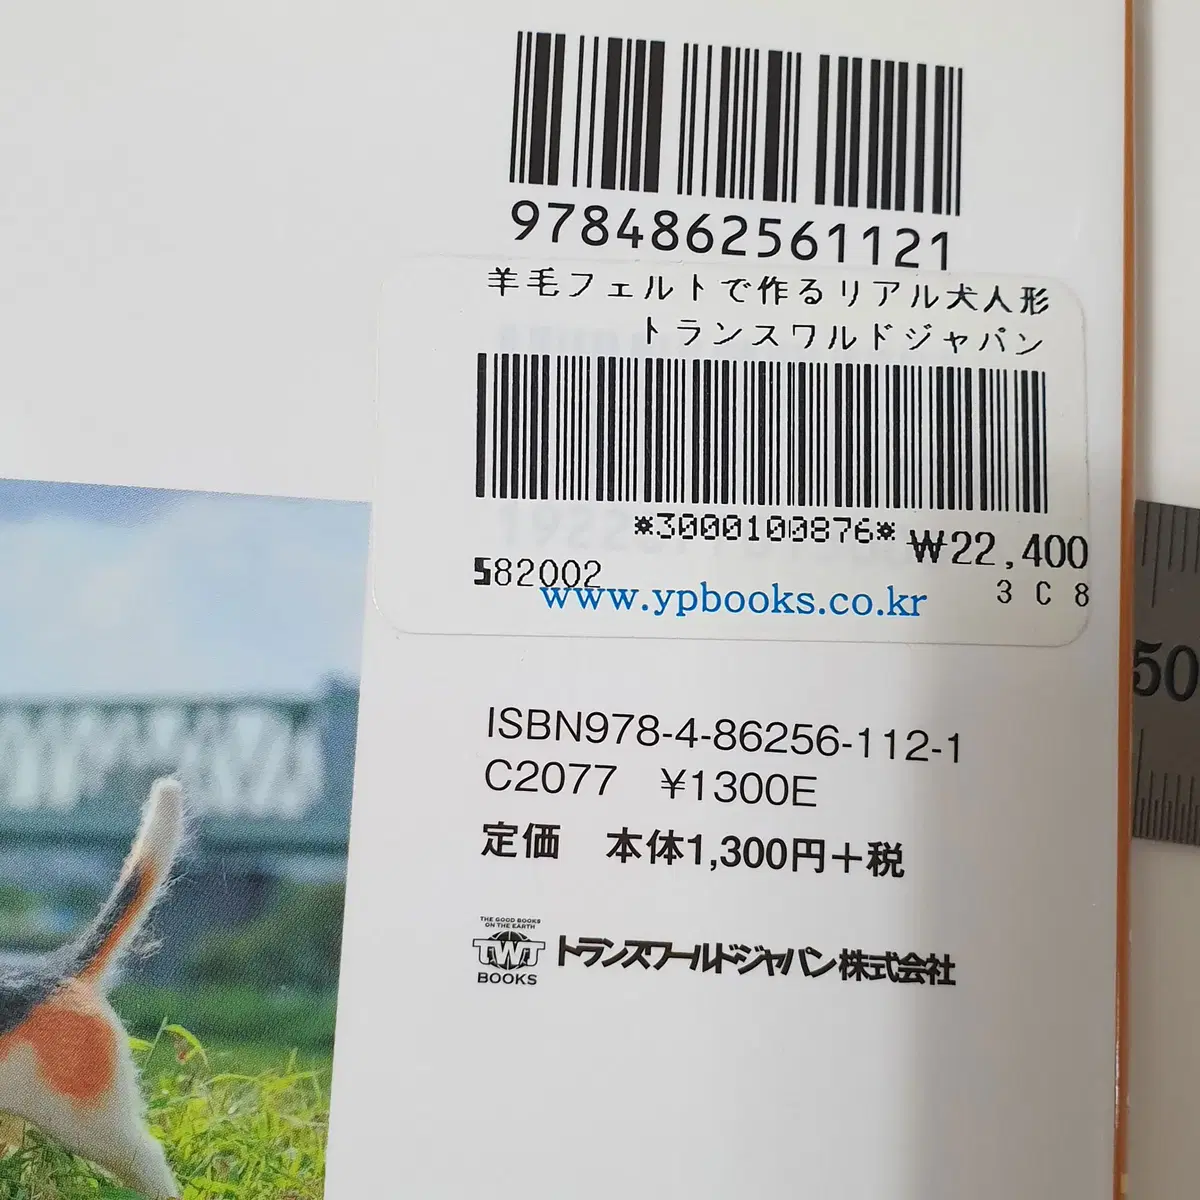 9784862561121
羊毛フェルトで作るリアル犬人形
トランスワルドジャパン
*3000100876* ₩22,400
582002 3 C 8
www.ypbooks.co.kr
ISBN978-4-86256-112-1
C2077 ¥1300E
定価 本体1,300円+税
THE GOOD BOOKS
ON THE EARTH
TWT
BOOKS
トランスワールドジャパン株式会社
50